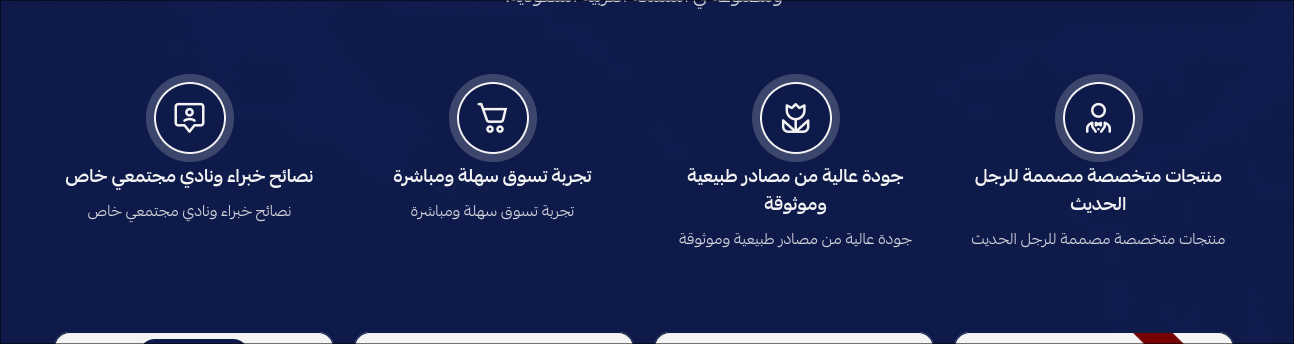 منتجات متخصصة مصممة للرجل
الحديث
منتجات متخصصة مصممة للرجل الحديث
جودة عالية من مصادر طبيعية
وموثوقة
جودة عالية من مصادر طبيعية وموثوقة
تجربة تسوق سهلة ومباشرة
تجربة تسوق سهلة ومباشرة
نصائح خبراء ونادي مجتمعي خاص
نصائح خبراء ونادي مجتمعي خاص